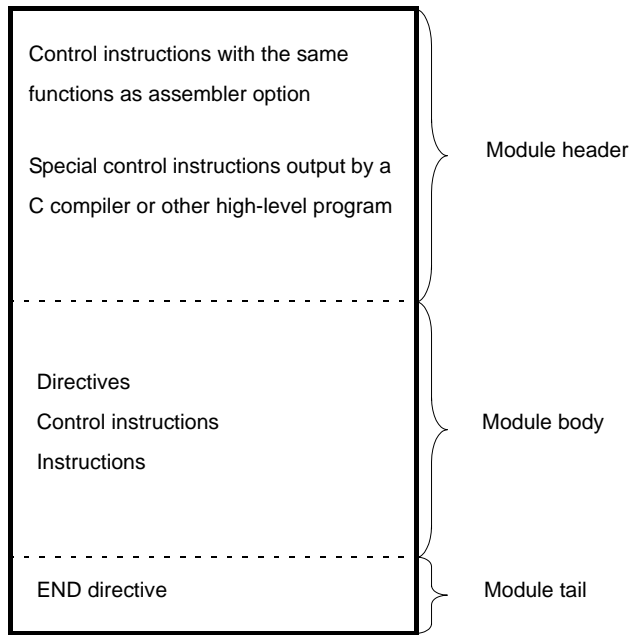 Control instructions with the same
functions as assembler option
Special control instructions output by a
C compiler or other high-level program
Module header
Directives
Control instructions
Instructions
Module body
END directive
Module tail